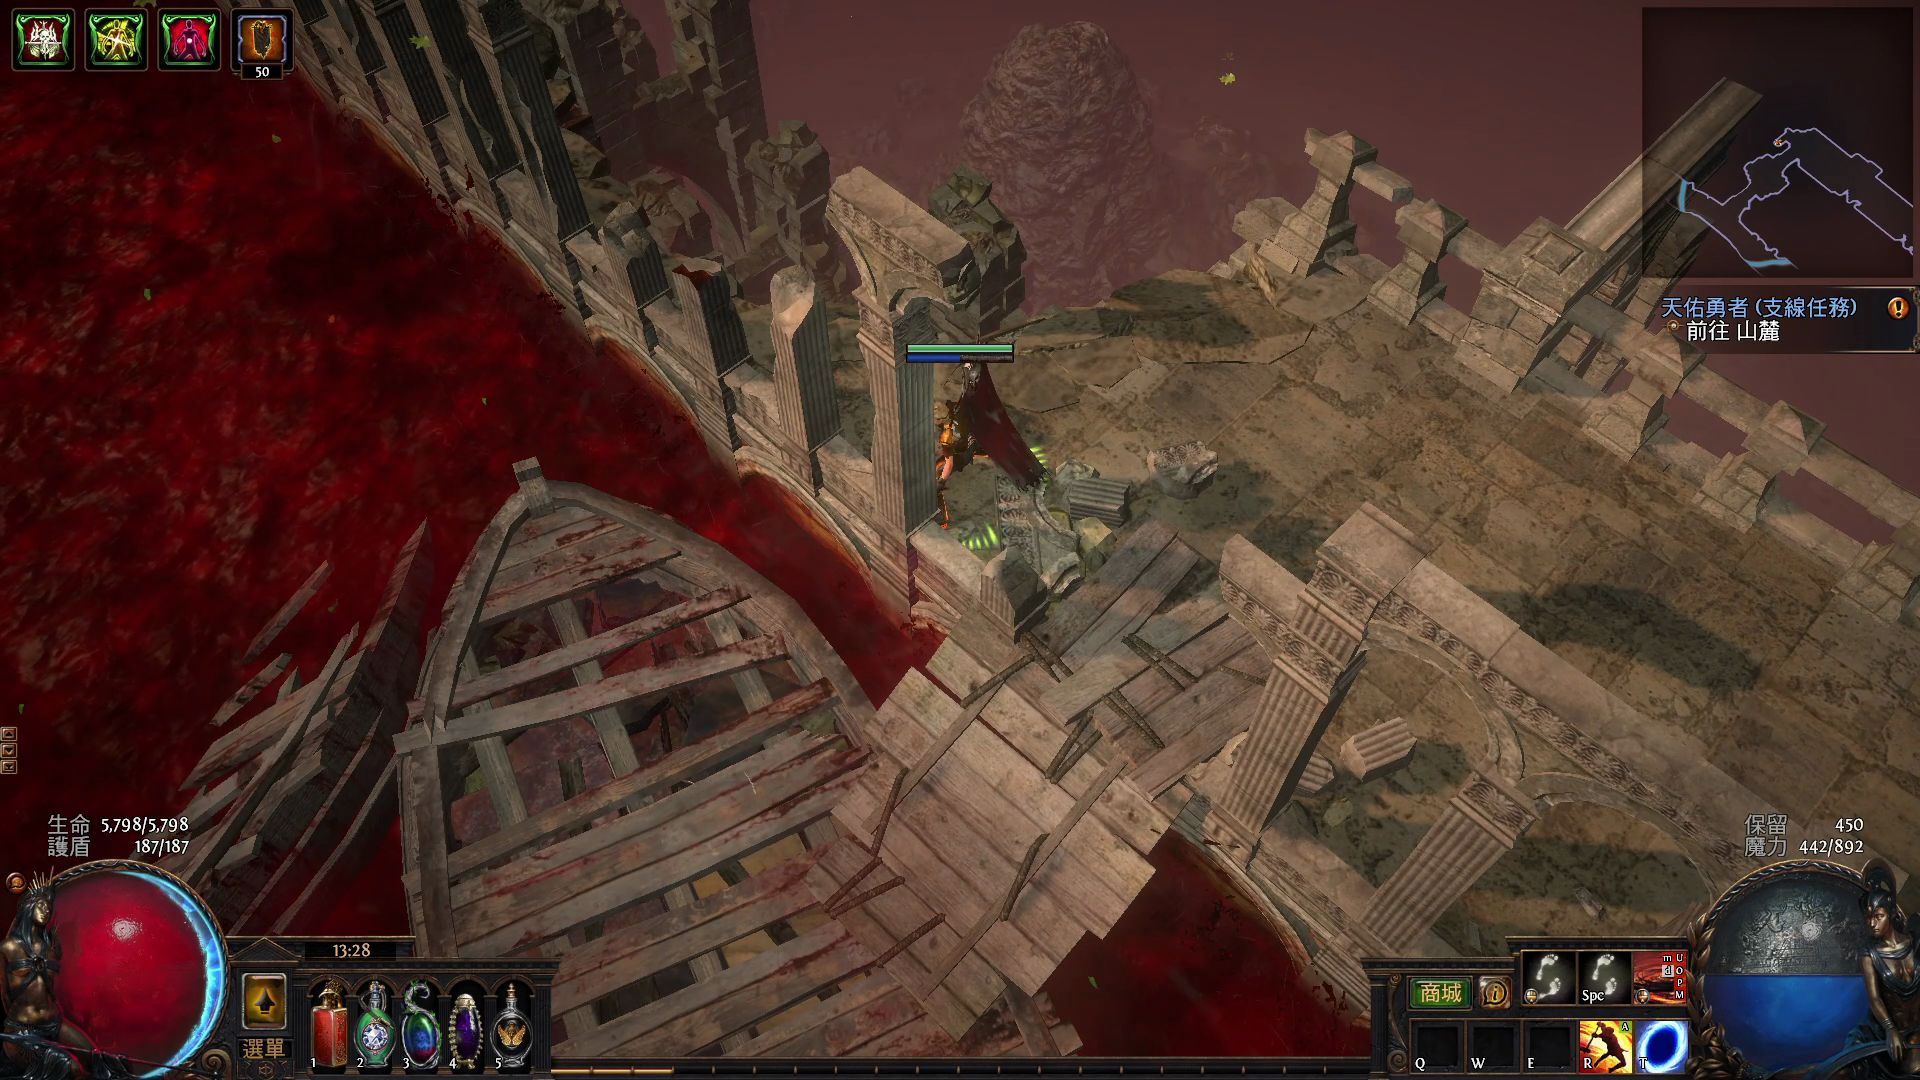 50
天佑勇者 (支線任務)
前往 山麓
生命 5,798/5,798
護盾 187/187
保留 450
魔力 442/892
13:28
選單
1
2
3
4
5
商城
Spc
m U
d O
P
M
Q
W
E
R
A
T